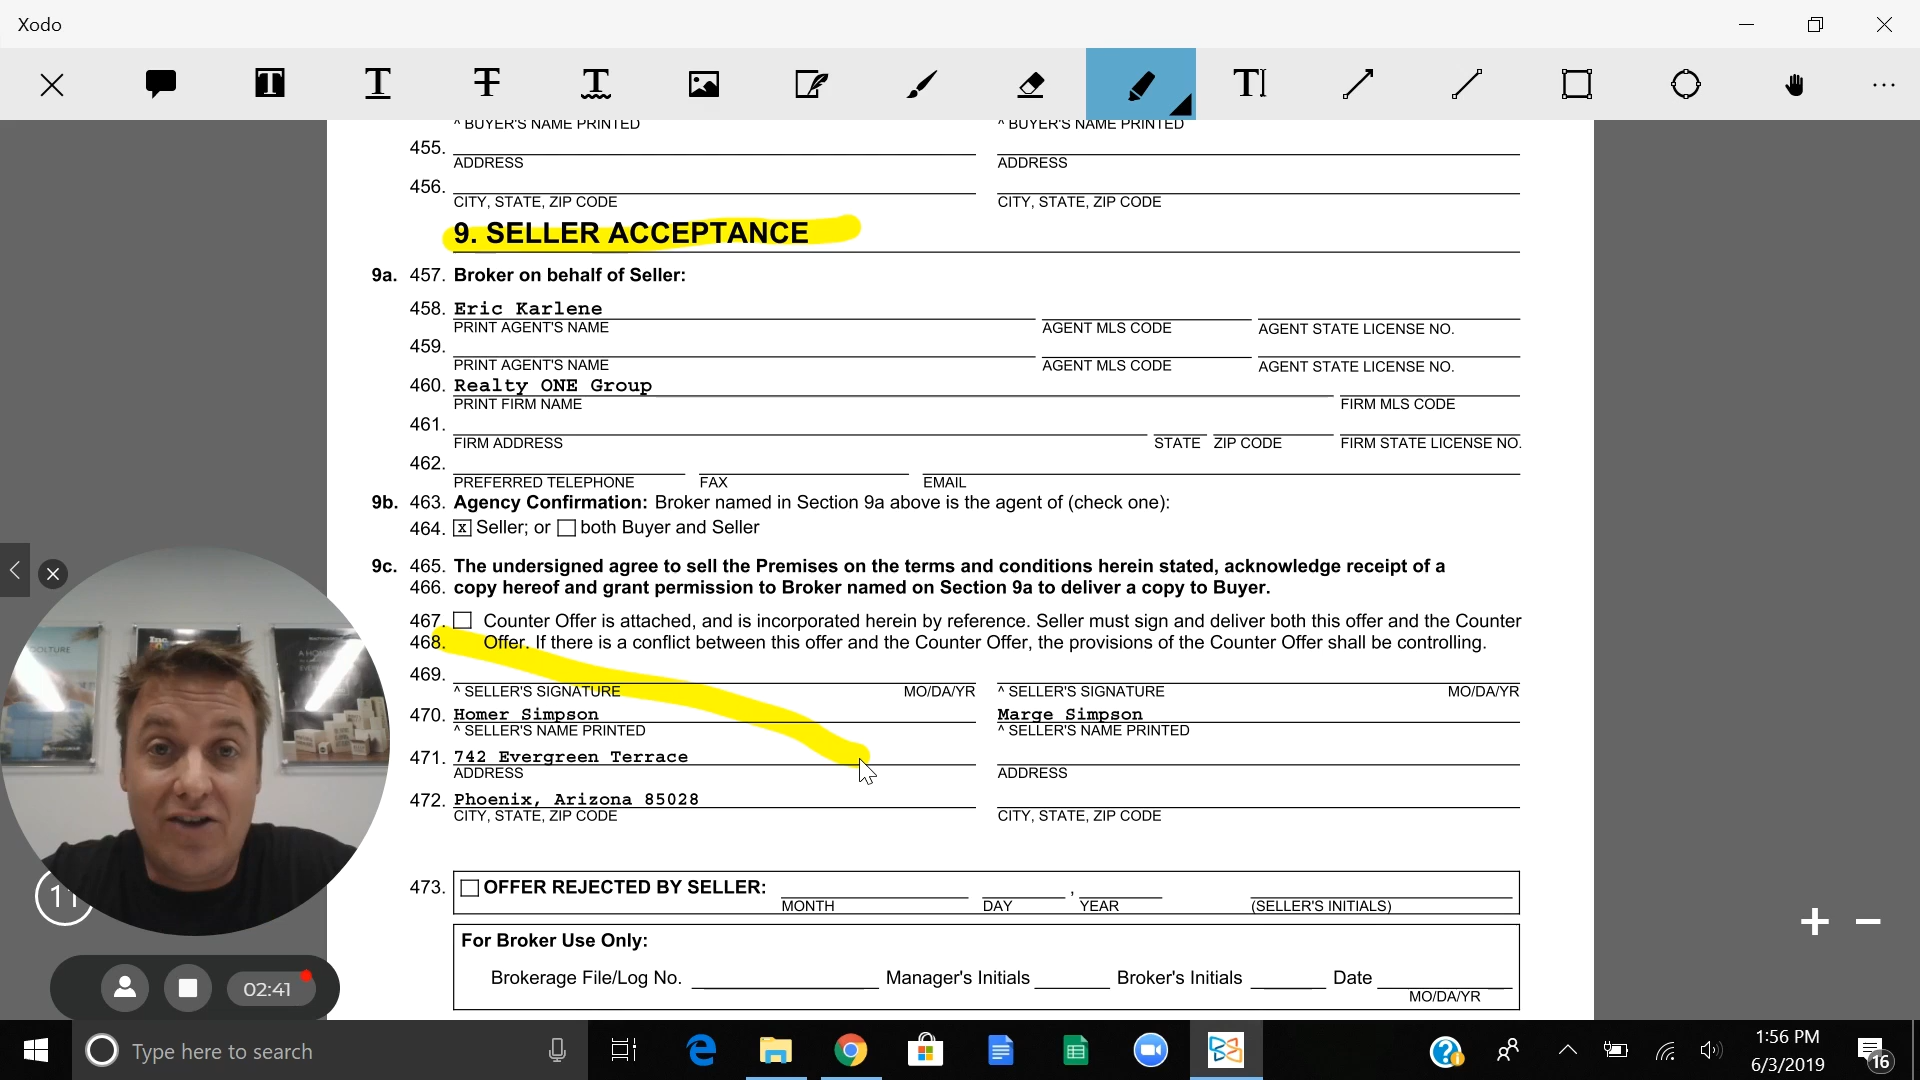 Xodo
^ BUYER'S NAME PRINTED ^ BUYER'S NAME PRINTED
455.
ADDRESS ADDRESS
456.
CITY, STATE, ZIP CODE CITY, STATE, ZIP CODE
9. SELLER ACCEPTANCE
9a. 457. Broker on behalf of Seller:
458. Eric Karlene
PRINT AGENT'S NAME AGENT MLS CODE AGENT STATE LICENSE NO.
459.
PRINT AGENT'S NAME AGENT MLS CODE AGENT STATE LICENSE NO.
460. Realty ONE Group
PRINT FIRM NAME FIRM MLS CODE
461.
FIRM ADDRESS STATE ZIP CODE FIRM STATE LICENSE NO.
462.
PREFERRED TELEPHONE FAX EMAIL
9b. 463. Agency Confirmation: Broker named in Section 9a above is the agent of (check one):
464. x Seller; or both Buyer and Seller
9c. 465. The undersigned agree to sell the Premises on the terms and conditions herein stated, acknowledge receipt of a
466. copy hereof and grant permission to Broker named on Section 9a to deliver a copy to Buyer.
467. Counter Offer is attached, and is incorporated herein by reference. Seller must sign and deliver both this offer and the Counter
468. Offer. If there is a conflict between this offer and the Counter Offer, the provisions of the Counter Offer shall be controlling.
469.
^ SELLER'S SIGNATURE MO/DA/YR ^ SELLER'S SIGNATURE MO/DA/YR
470. Homer Simpson Marge Simpson
^ SELLER'S NAME PRINTED ^ SELLER'S NAME PRINTED
471. 742 Evergreen Terrace
ADDRESS ADDRESS
472. Phoenix, Arizona 85028
CITY, STATE, ZIP CODE CITY, STATE, ZIP CODE
473. OFFER REJECTED BY SELLER: ,
MONTH DAY YEAR (SELLER'S INITIALS)
For Broker Use Only:
Brokerage File/Log No. Manager's Initials Broker's Initials Date
MO/DA/YR
Inc.
11
02:41
Type here to search
1:56 PM
6/3/2019
16